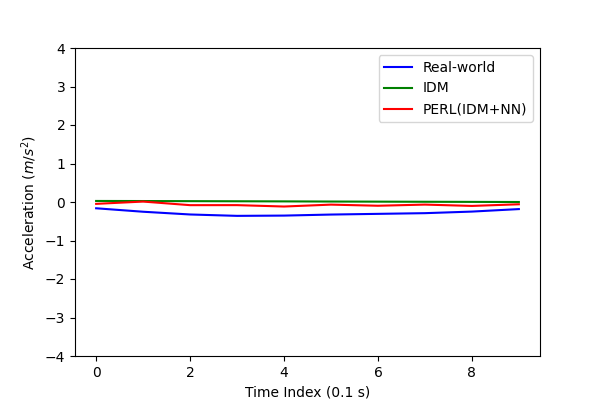 4
3
2
1
0
−1
−2
−3
−4
Acceleration (m/s²)
Real-world
IDM
PERL(IDM+NN)
0 2 4 6 8
Time Index (0.1 s)